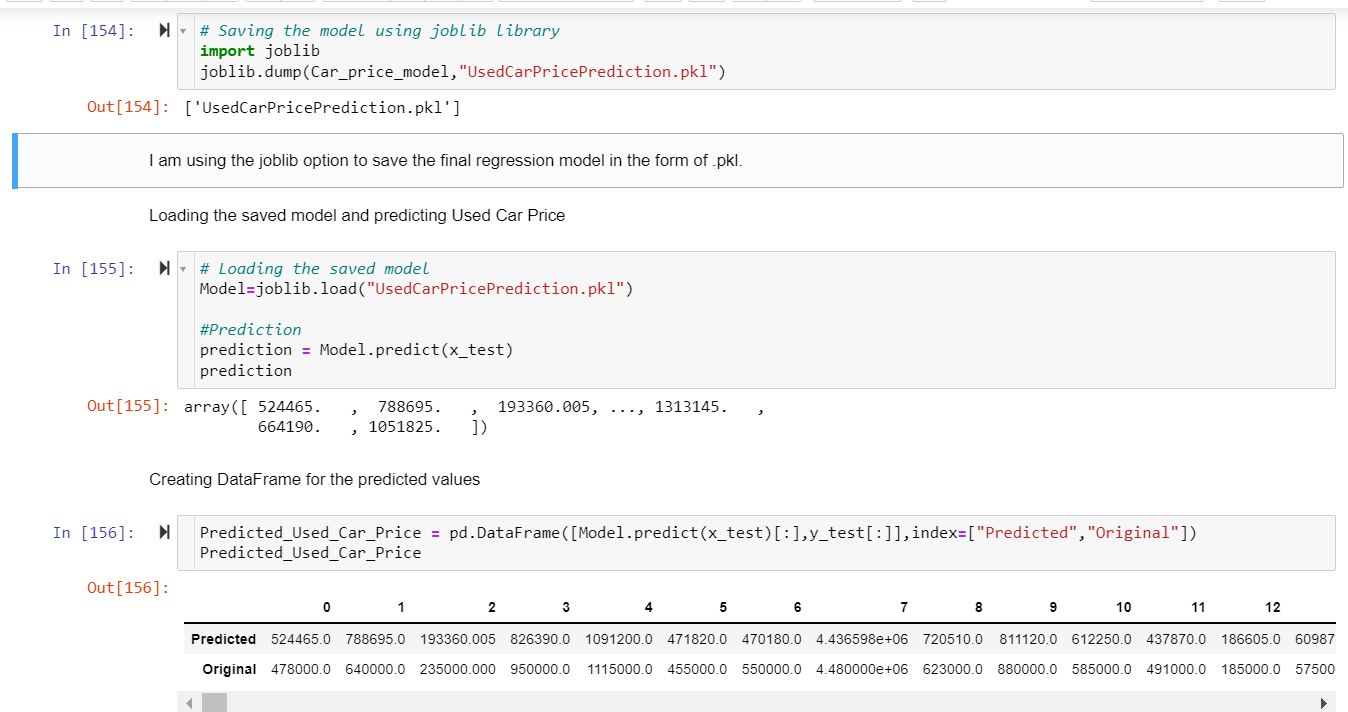 In [154]: # Saving the model using joblib library
import joblib
joblib.dump(Car_price_model,"UsedCarPricePrediction.pkl")
Out[154]: ['UsedCarPricePrediction.pkl']
I am using the joblib option to save the final regression model in the form of .pkl.
Loading the saved model and predicting Used Car Price
In [155]: # Loading the saved model
Model=joblib.load("UsedCarPricePrediction.pkl")
#Prediction
prediction = Model.predict(x_test)
prediction
Out[155]: array([ 524465.   ,  788695.   ,  193360.005, ..., 1313145.   ,
664190.   , 1051825.   ])
Creating DataFrame for the predicted values
In [156]: Predicted_Used_Car_Price = pd.DataFrame([Model.predict(x_test)[:],y_test[:]],index=["Predicted","Original"])
Predicted_Used_Car_Price
Out[156]:
0 1 2 3 4 5 6 7 8 9 10 11 12
Predicted 524465.0 788695.0 193360.005 826390.0 1091200.0 471820.0 470180.0 4.436598e+06 720510.0 811120.0 612250.0 437870.0 186605.0 60987
Original 478000.0 640000.0 235000.000 950000.0 1115000.0 455000.0 550000.0 4.480000e+06 623000.0 880000.0 585000.0 491000.0 185000.0 57500